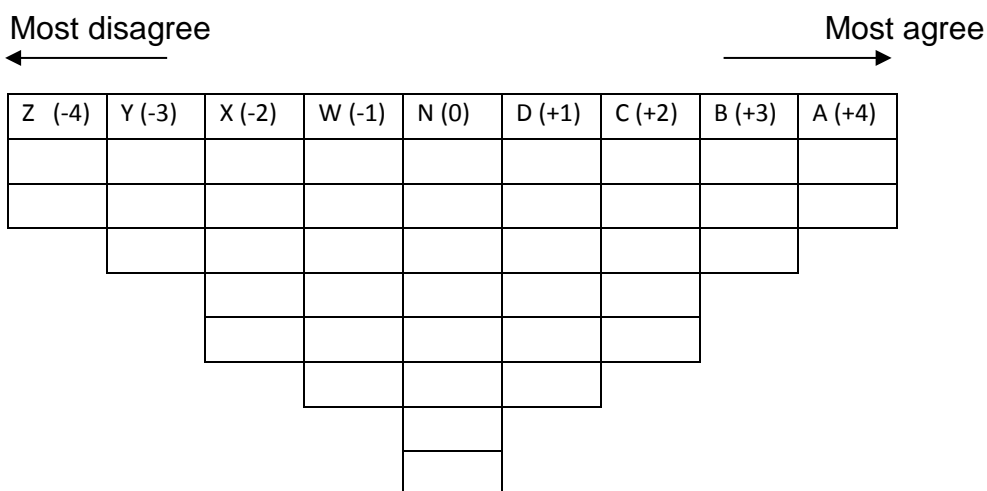 Most disagree Most agree
Z (-4) Y (-3) X (-2) W (-1) N (0) D (+1) C (+2) B (+3) A (+4)